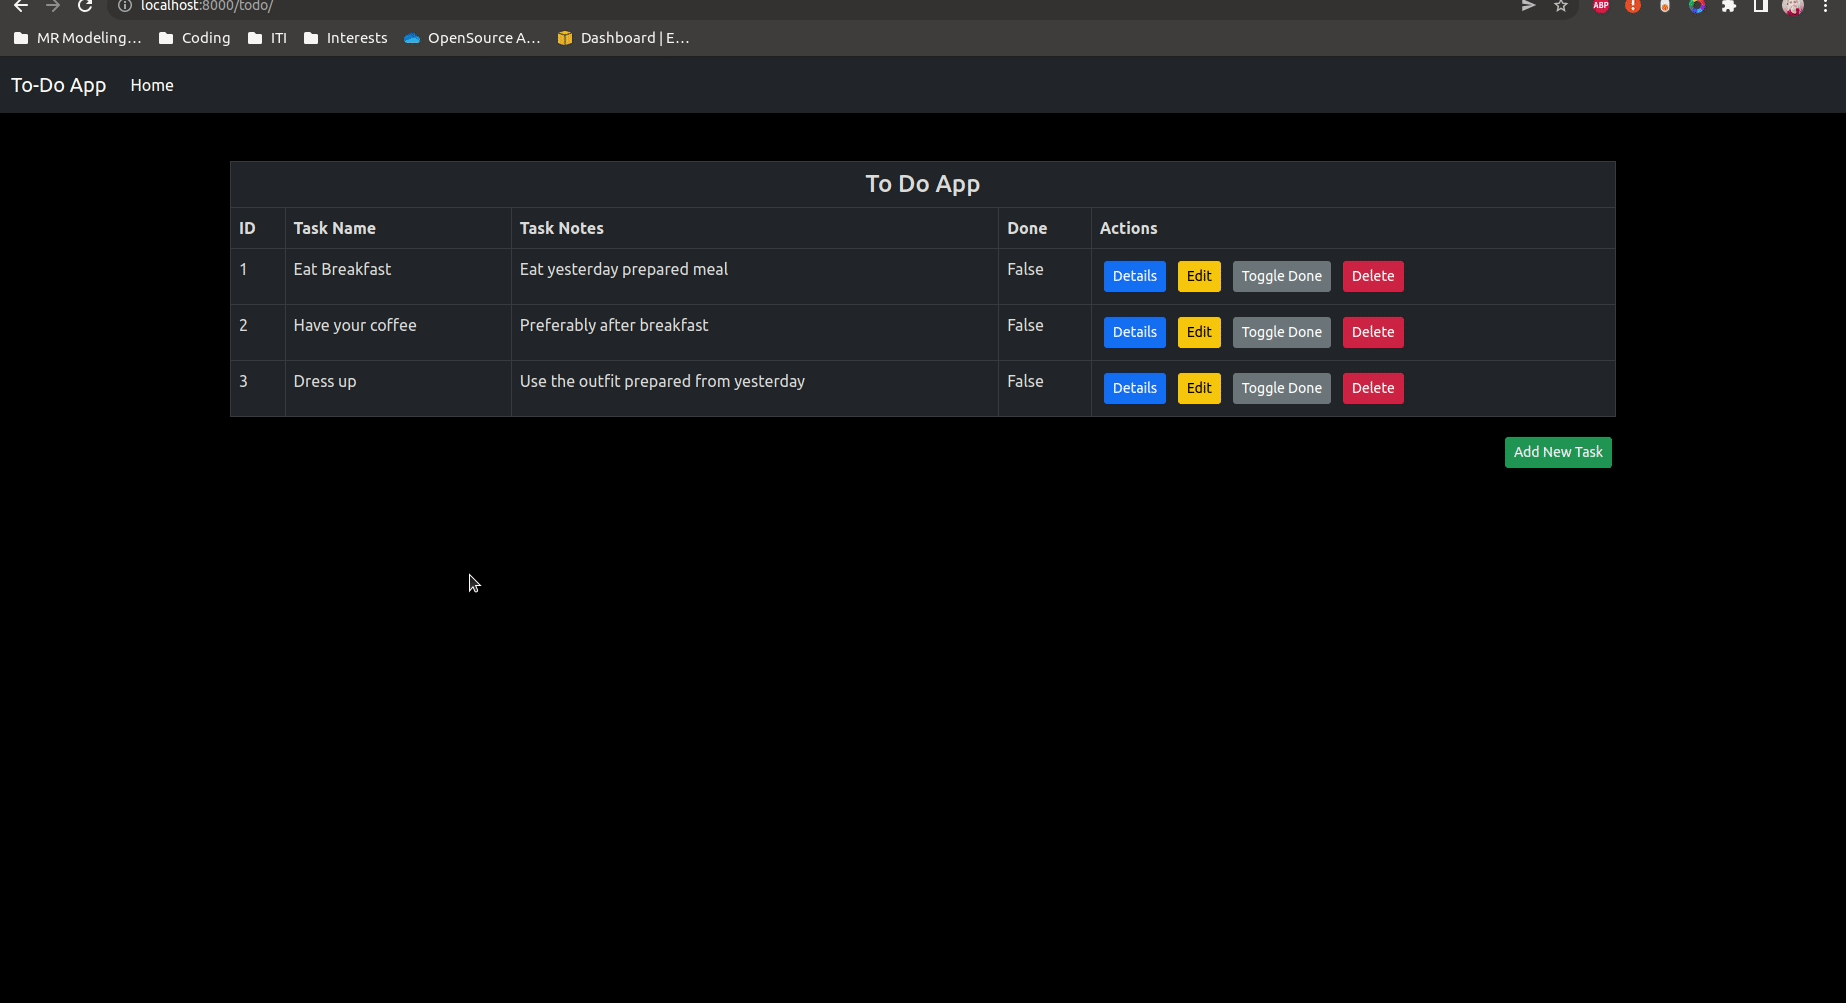 localhost:8000/todo/
ABP
MR Modeling… Coding ITI Interests OpenSource A… Dashboard | E…
To-Do App Home
To Do App
ID Task Name Task Notes Done Actions
1 Eat Breakfast Eat yesterday prepared meal False Details Edit Toggle Done Delete
2 Have your coffee Preferably after breakfast False Details Edit Toggle Done Delete
3 Dress up Use the outfit prepared from yesterday False Details Edit Toggle Done Delete
Add New Task